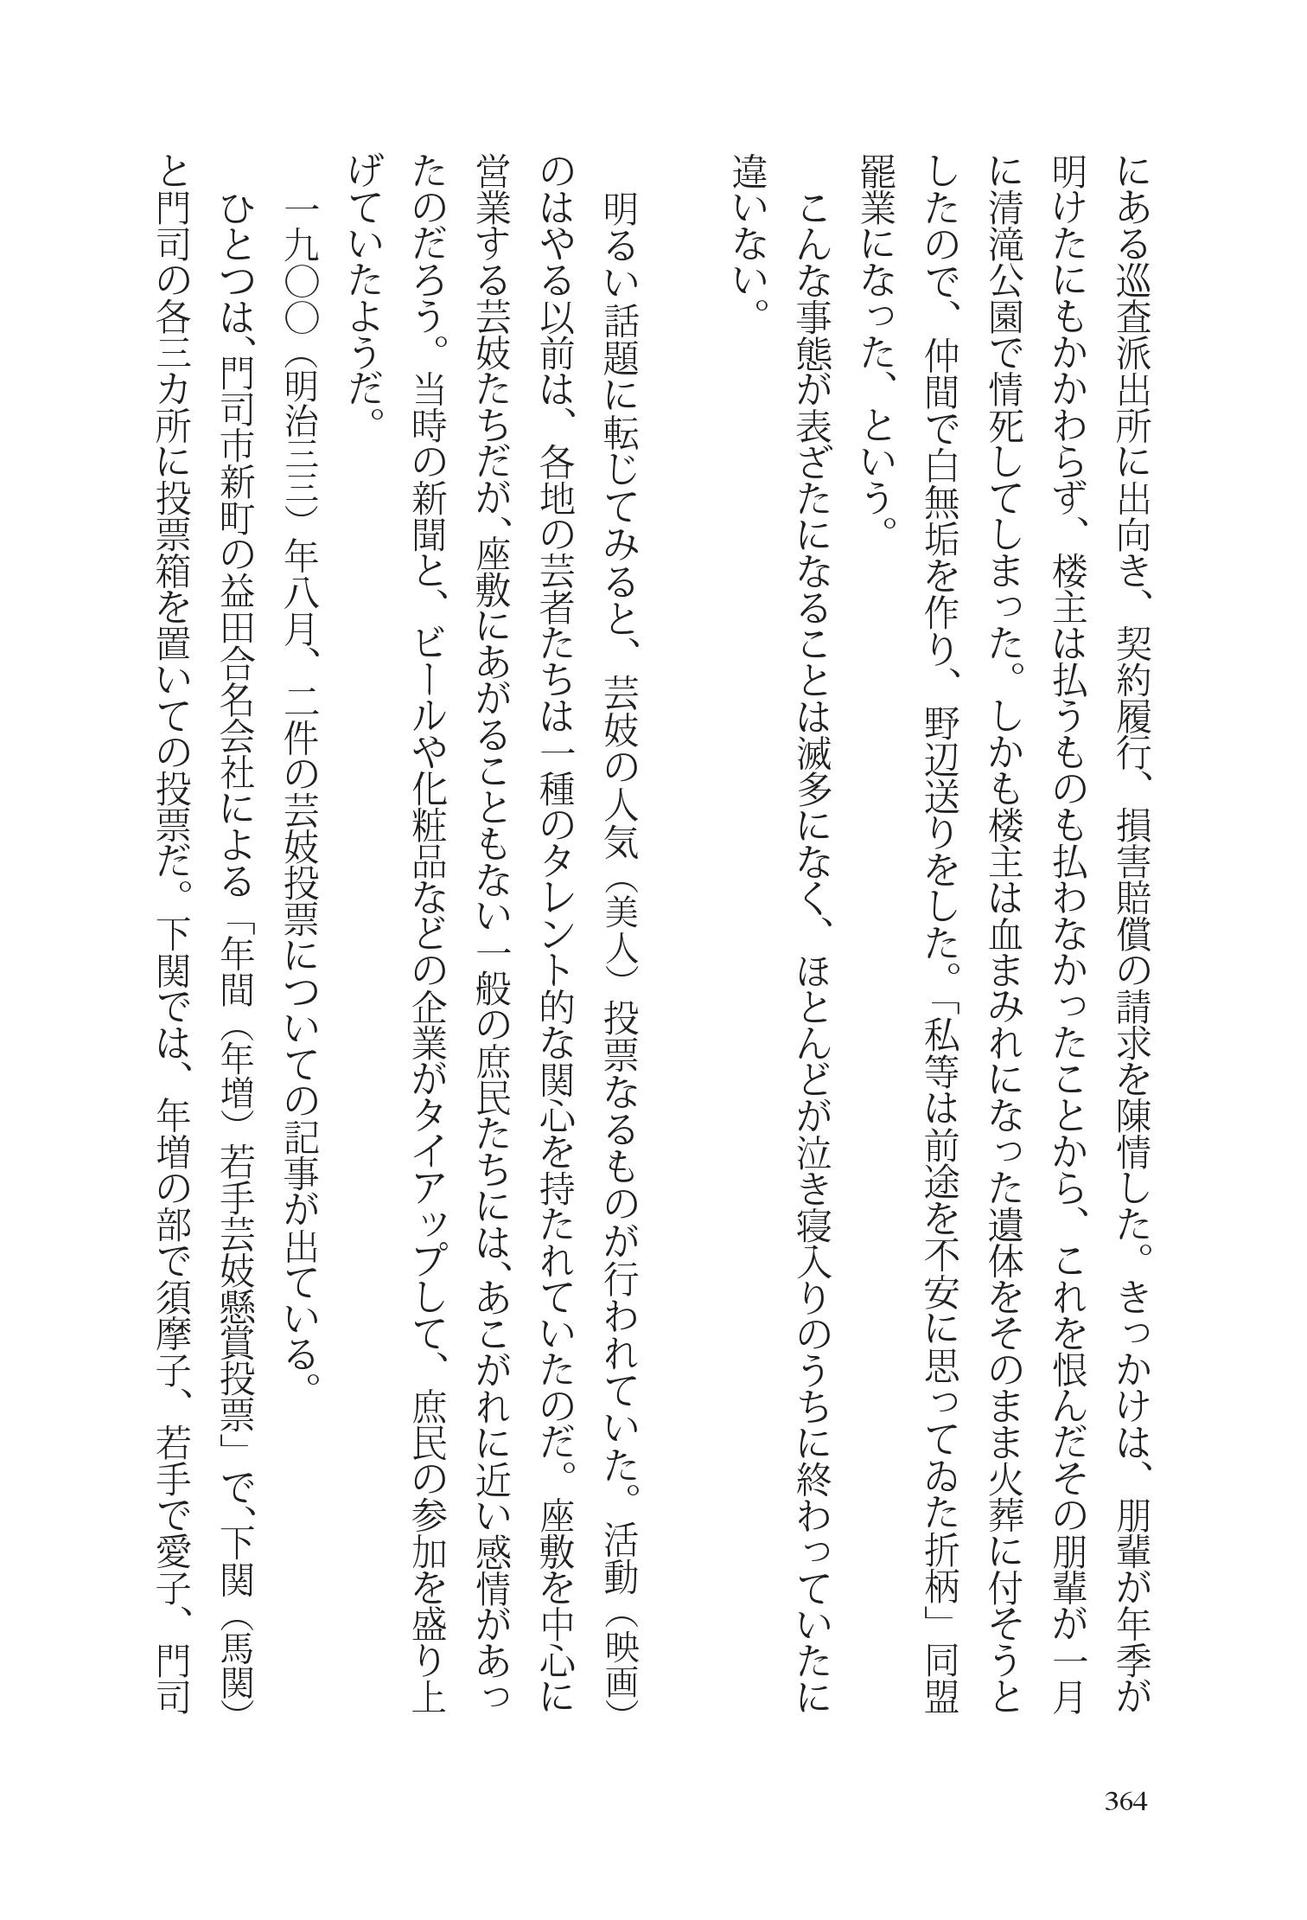 にある巡査派出所に出向き、契約履行、損害賠償の請求を陳情した。きっかけは、朋輩が年季が
明けたにもかかわらず、楼主は払うものも払わなかったことから、これを恨んだその朋輩が一月
に清滝公園で情死してしまった。しかも楼主は血まみれになった遺体をそのまま火葬に付そうと
したので、仲間で白無垢を作り、野辺送りをした。「私等は前途を不安に思ってゐた折柄」同盟
罷業になった、という。
こんな事態が表ざたになることは滅多になく、ほとんどが泣き寝入りのうちに終わっていたに
違いない。
明るい話題に転じてみると、芸妓の人気（美人）投票なるものが行われていた。活動（映画）
のはやる以前は、各地の芸者たちは一種のタレント的な関心を持たれていたのだ。座敷を中心に
営業する芸妓たちだが、座敷にあがることもない一般の庶民たちには、あこがれに近い感情があっ
たのだろう。当時の新聞と、ビールや化粧品などの企業がタイアップして、庶民の参加を盛り上
げていたようだ。
一九〇〇（明治三三）年八月、二件の芸妓投票についての記事が出ている。
ひとつは、門司市新町の益田合名会社による「年間（年増）若手芸妓懸賞投票」で、下関（馬関）
と門司の各三カ所に投票箱を置いての投票だ。下関では、年増の部で須摩子、若手で愛子、門司
364